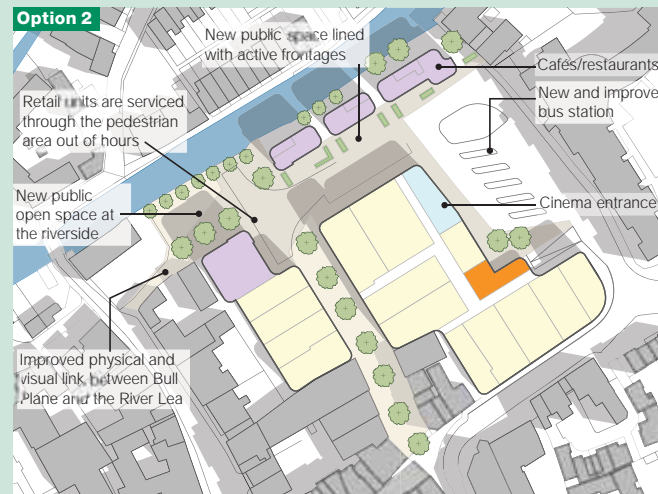 Option 2
New public space lined
with active frontages
Cafés/restaurants
New and improve
bus station
Retail units are serviced
through the pedestrian
area out of hours
New public
open space at
the riverside
Cinema entrance
Improved physical and
visual link between Bull
Plane and the River Lea